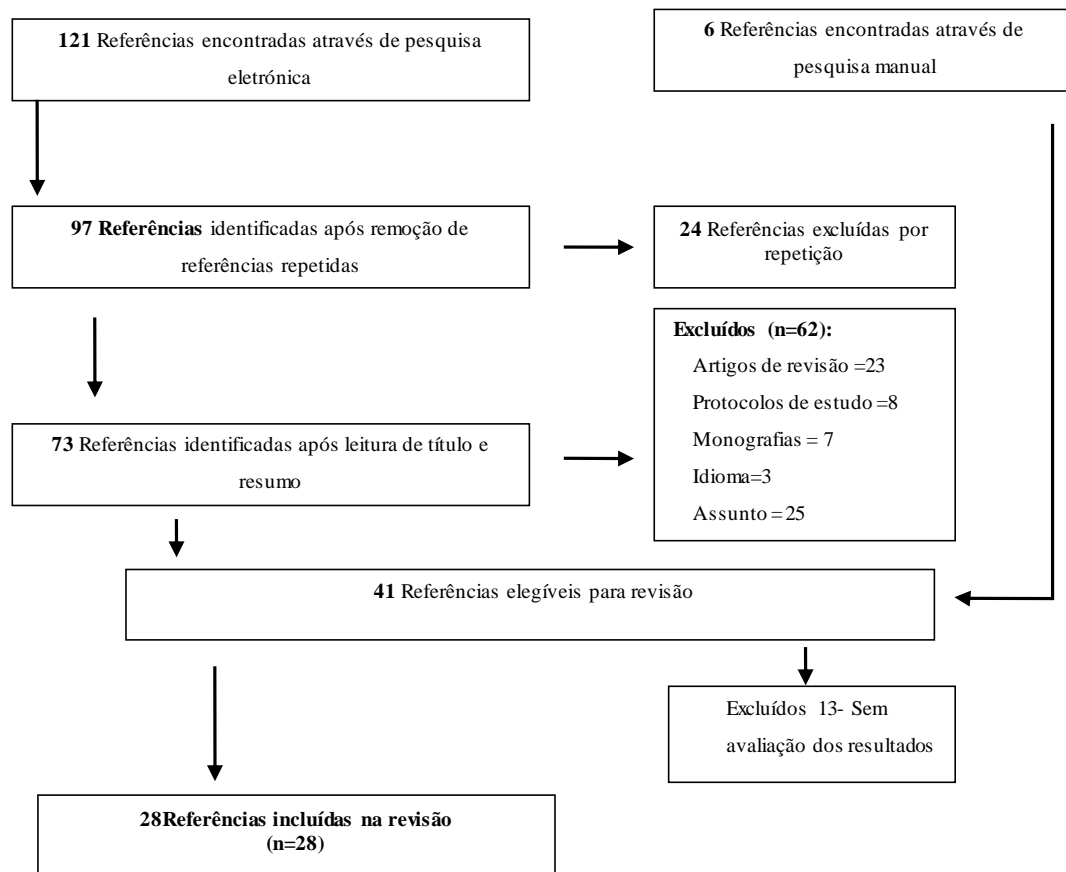 121 Referências encontradas através de pesquisa
eletrónica
6 Referências encontradas através de
pesquisa manual
97 Referências identificadas após remoção de
referências repetidas
24 Referências excluídas por
repetição
Excluídos (n=62):
Artigos de revisão =23
Protocolos de estudo =8
Monografias = 7
Idioma=3
Assunto =25
73 Referências identificadas após leitura de título e
resumo
41 Referências elegíveis para revisão
Excluídos 13- Sem
avaliação dos resultados
28Referências incluídas na revisão
(n=28)